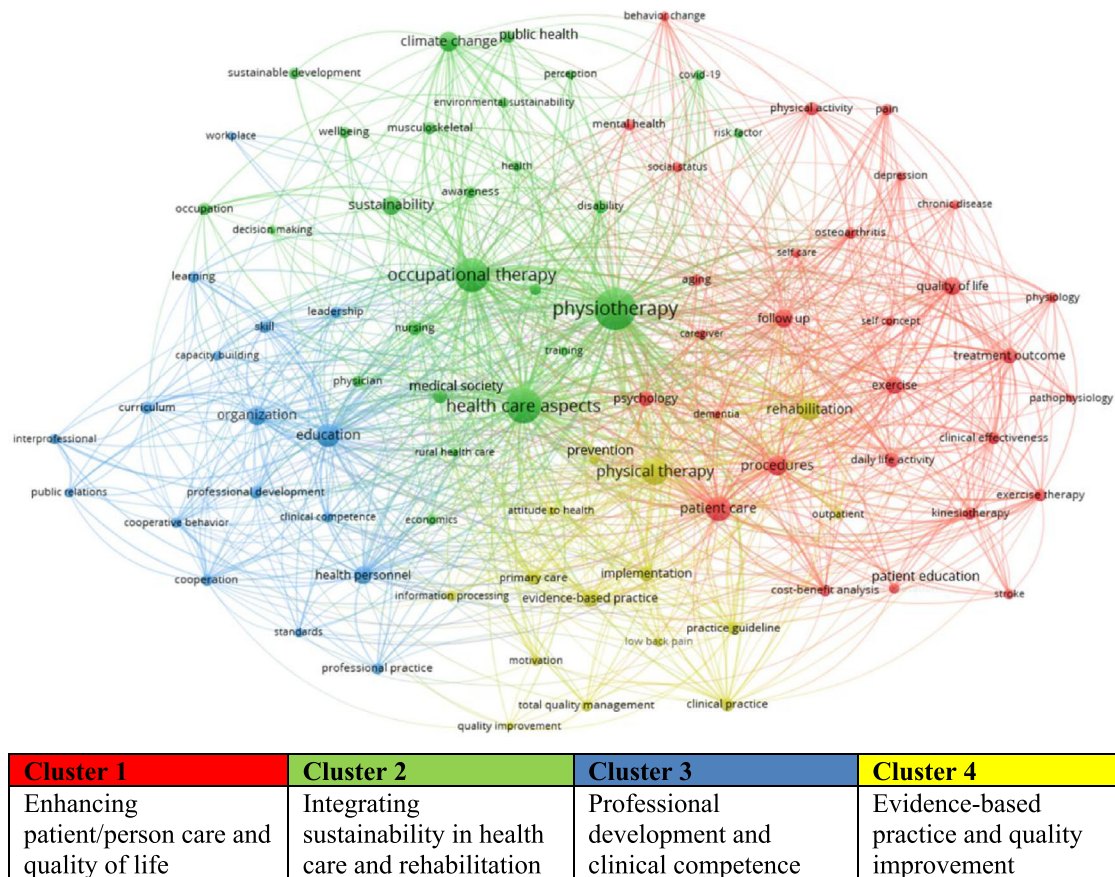 behavior change
climate change
public health
sustainable development
perception
covid-19
environmental sustainability
physical activity
pain
workplace
wellbeing
musculoskeletal
mental health
risk factor
health
social status
depression
awareness
chronic disease
occupation
sustainability
disability
decision making
osteoarthritis
self care
learning
occupational therapy
aging
quality of life
physiology
leadership
physiotherapy
skill
nursing
follow up
self concept
caregiver
capacity building
training
treatment outcome
physician
medical society
exercise
pathophysiology
curriculum
organization
health care aspects
psychology
dementia
rehabilitation
interprofessional
education
clinical effectiveness
rural health care
prevention
daily life activity
physical therapy
procedures
public relations
professional development
exercise therapy
cooperative behavior
clinical competence
economics
attitude to health
patient care
outpatient
kinesiotherapy
cooperation
health personnel
primary care
implementation
patient education
information processing
evidence-based practice
cost-benefit analysis
stroke
standards
practice guideline
low back pain
professional practice
motivation
total quality management
clinical practice
quality improvement
Cluster 1
Enhancing
patient/person care and
quality of life
Cluster 2
Integrating
sustainability in health
care and rehabilitation
Cluster 3
Professional
development and
clinical competence
Cluster 4
Evidence-based
practice and quality
improvement